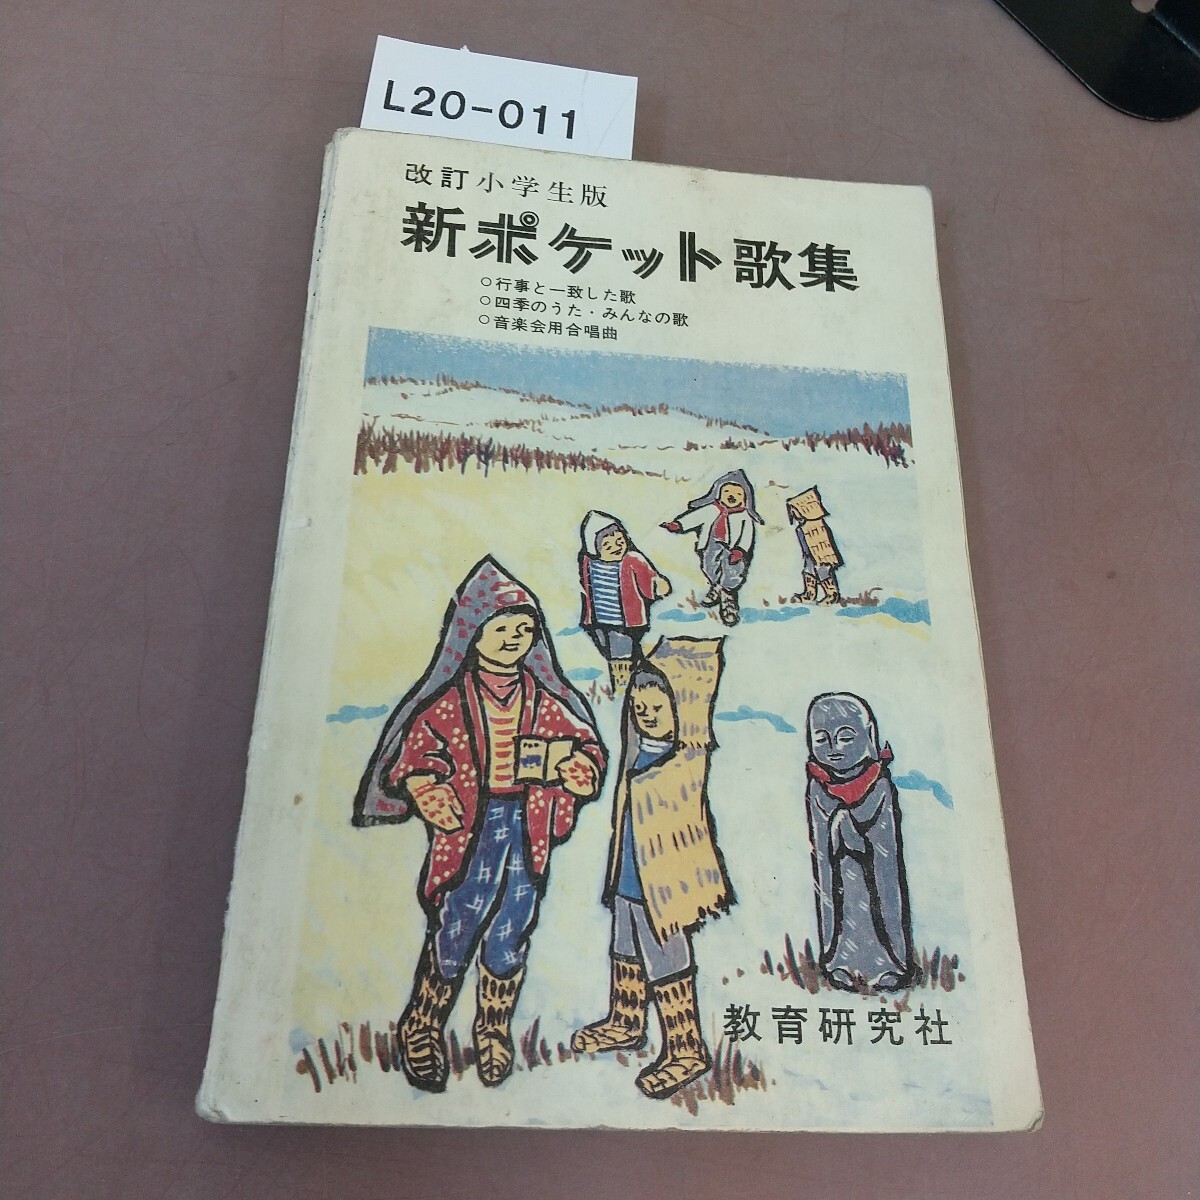 L20-011
改訂小学生版
新ポケット歌集
○行事と一致した歌
○四季のうた・みんなの歌
○音楽会用合唱曲
教育研究社